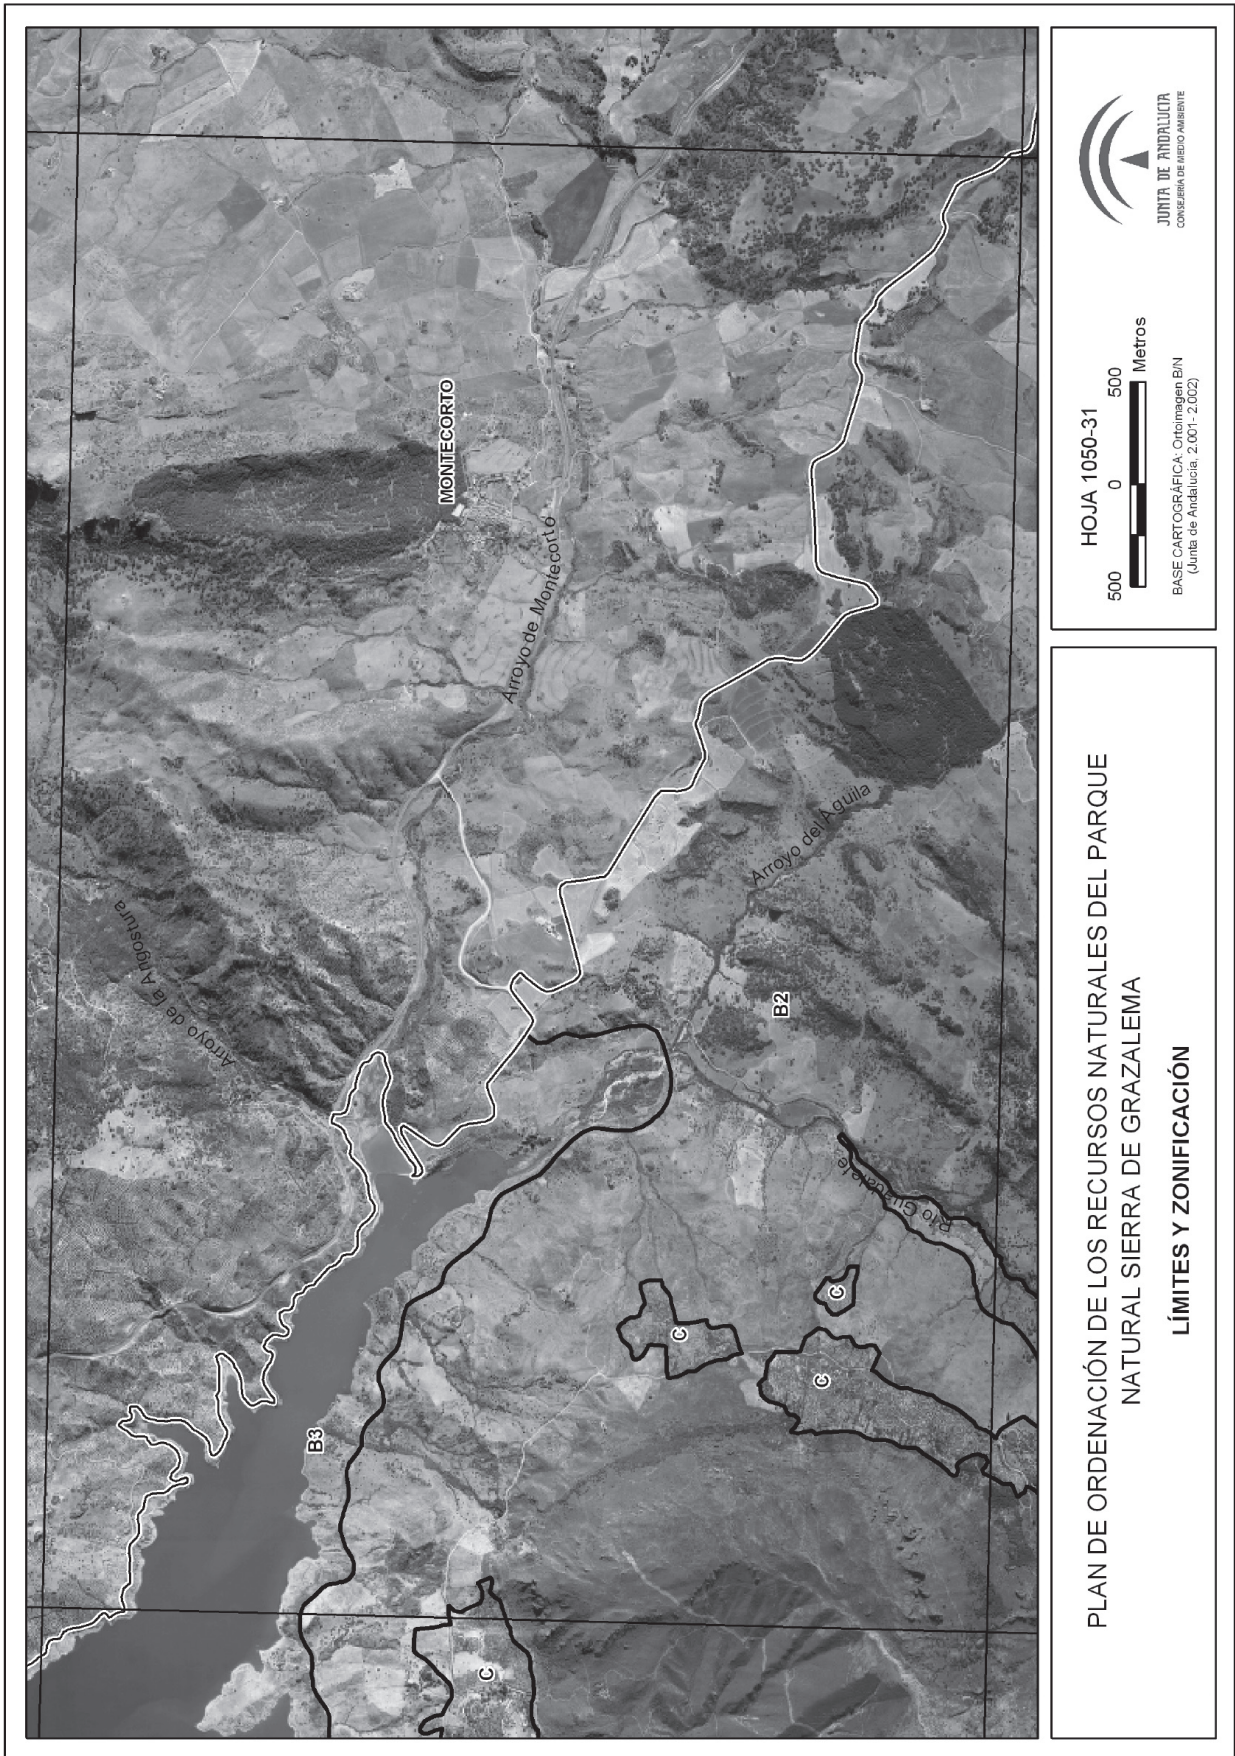 MONTECORTO
Arroyo de Montecorto
Arroyo de la Angostura
Arroyo del Águila
B2
Río Guadalete
B3
C
C
C
C
PLAN DE ORDENACIÓN DE LOS RECURSOS NATURALES DEL PARQUE
NATURAL SIERRA DE GRAZALEMA
LÍMITES Y ZONIFICACIÓN
HOJA 1050-31
500 0 500
Metros
BASE CARTOGRÁFICA: Ortoimagen B/N
(Junta de Andalucía, 2.001- 2.002)
JUNTA DE ANDALUCIA
CONSEJERÍA DE MEDIO AMBIENTE